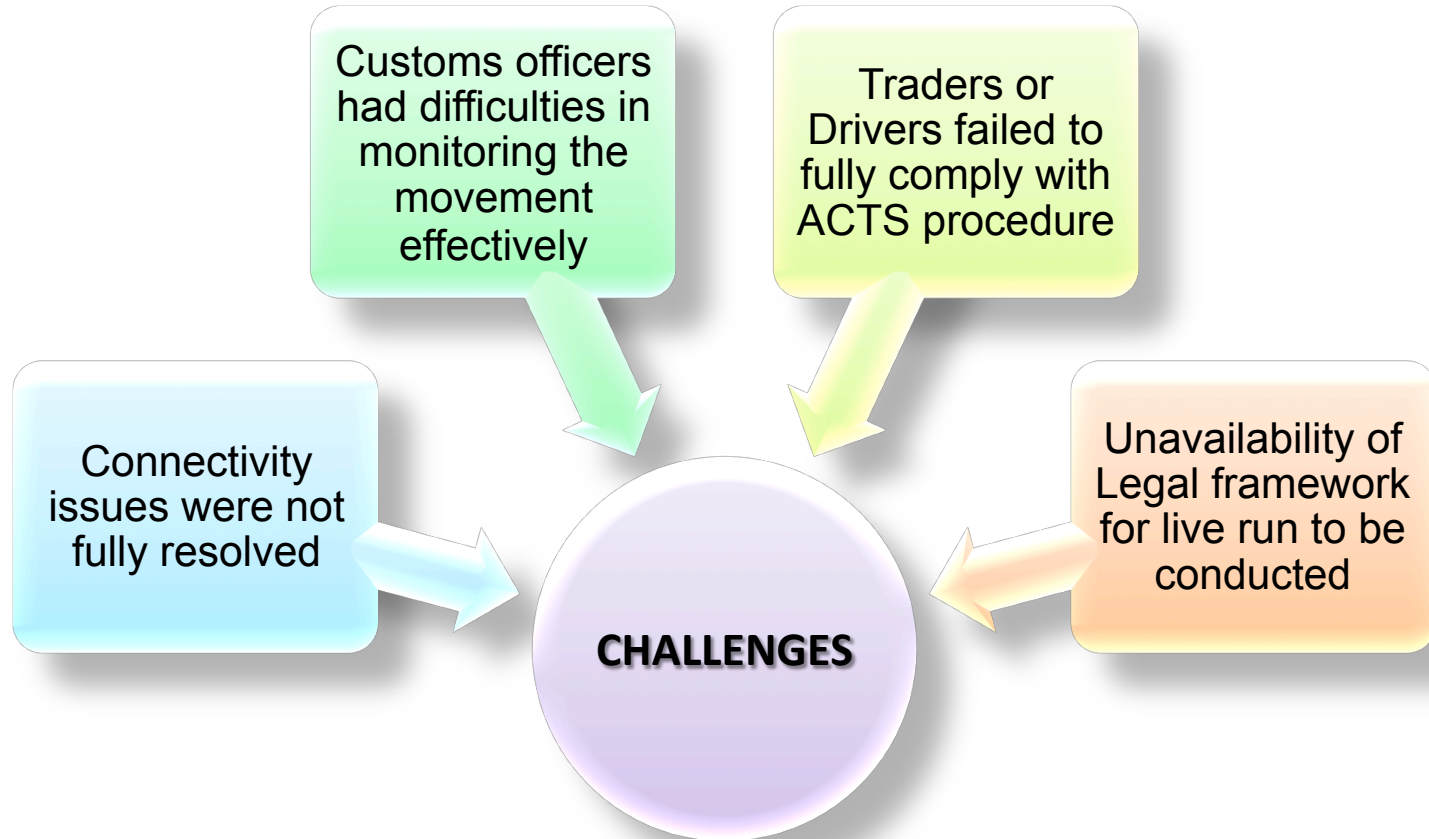 Customs officers
had difficulties in
monitoring the
movement
effectively
Traders or
Drivers failed to
fully comply with
ACTS procedure
Connectivity
issues were not
fully resolved
Unavailability of
Legal framework
for live run to be
conducted
CHALLENGES